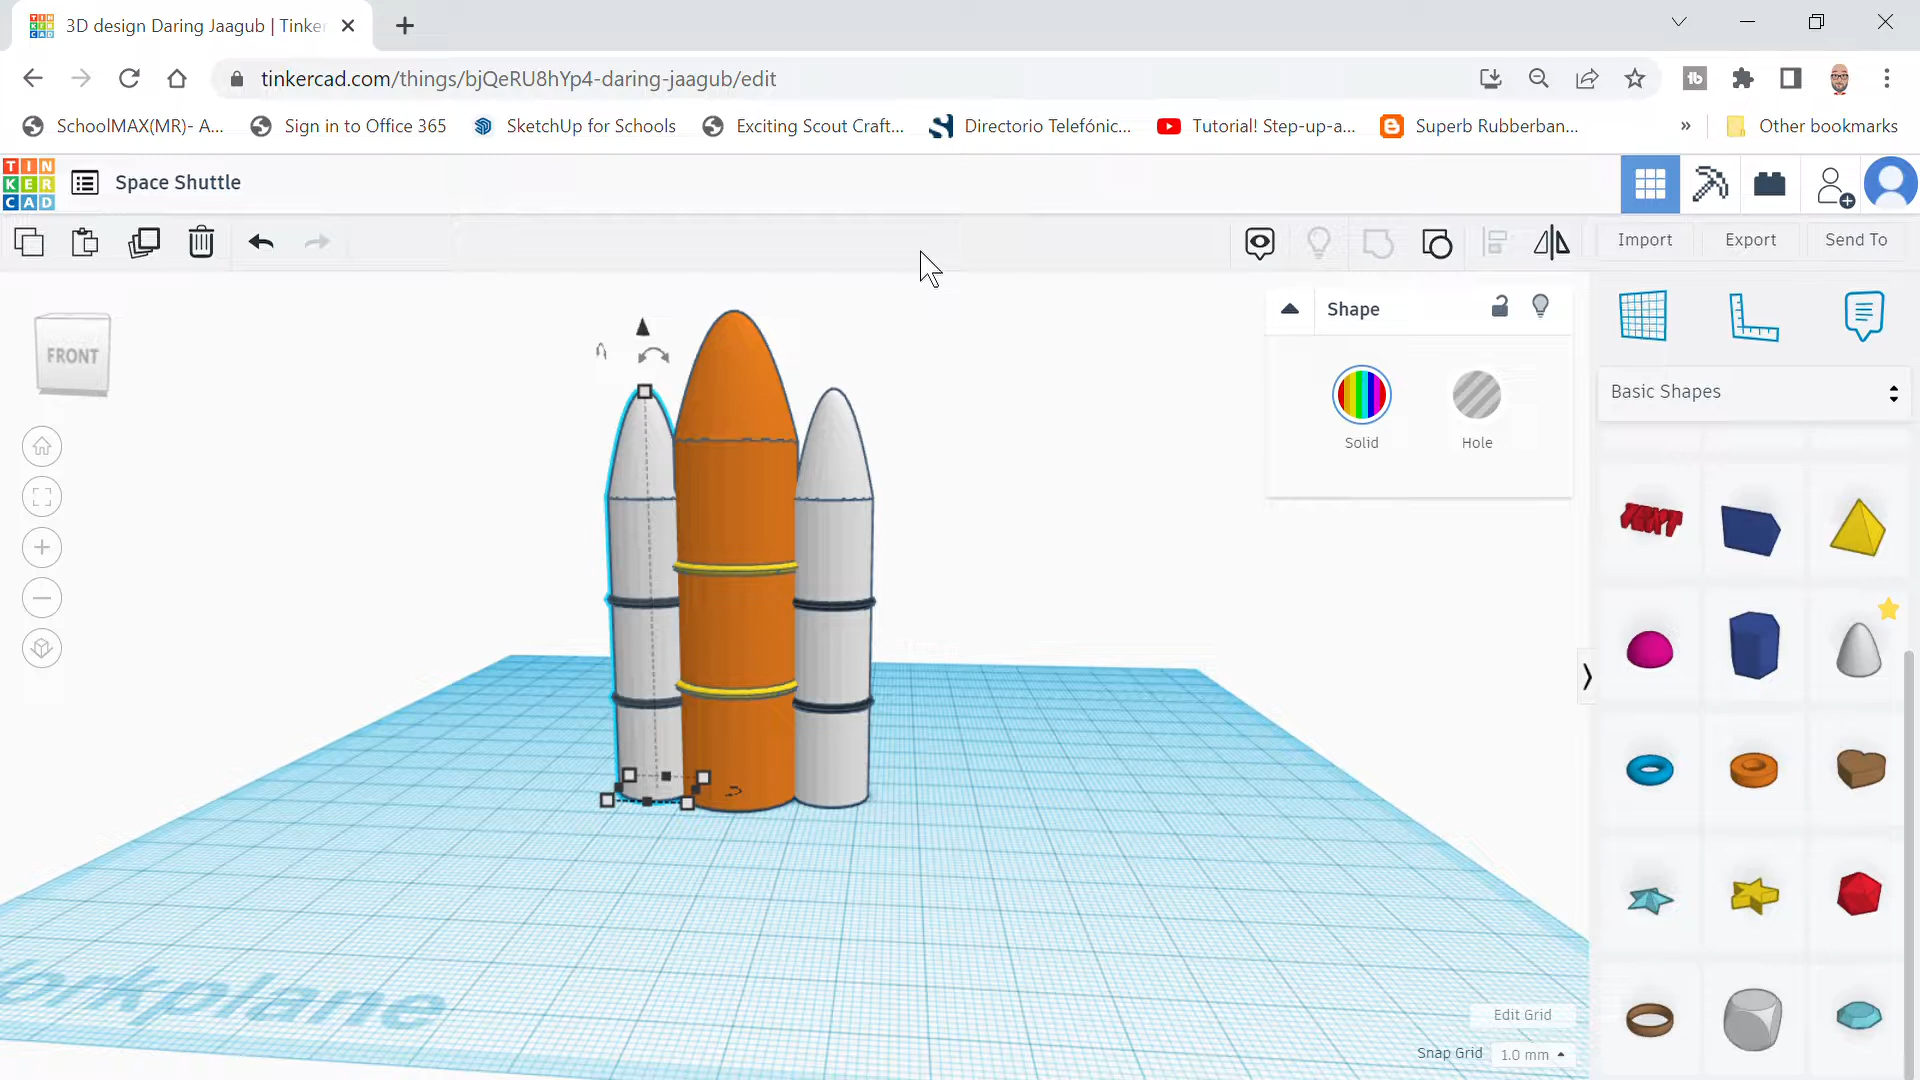 3D design Daring Jaagub | Tinker
tinkercad.com/things/bjQeRU8hYp4-daring-jaagub/edit
SchoolMAX(MR)- A...
Sign in to Office 365
SketchUp for Schools
Exciting Scout Craft...
Directorio Telefónic...
Tutorial! Step-up-a...
Superb Rubberban...
»
Other bookmarks
TIN
KER
CAD
Space Shuttle
Import
Export
Send To
FRONT
Shape
Solid
Hole
Basic Shapes
TEXT
orkplane
Edit Grid
Snap Grid
1.0 mm